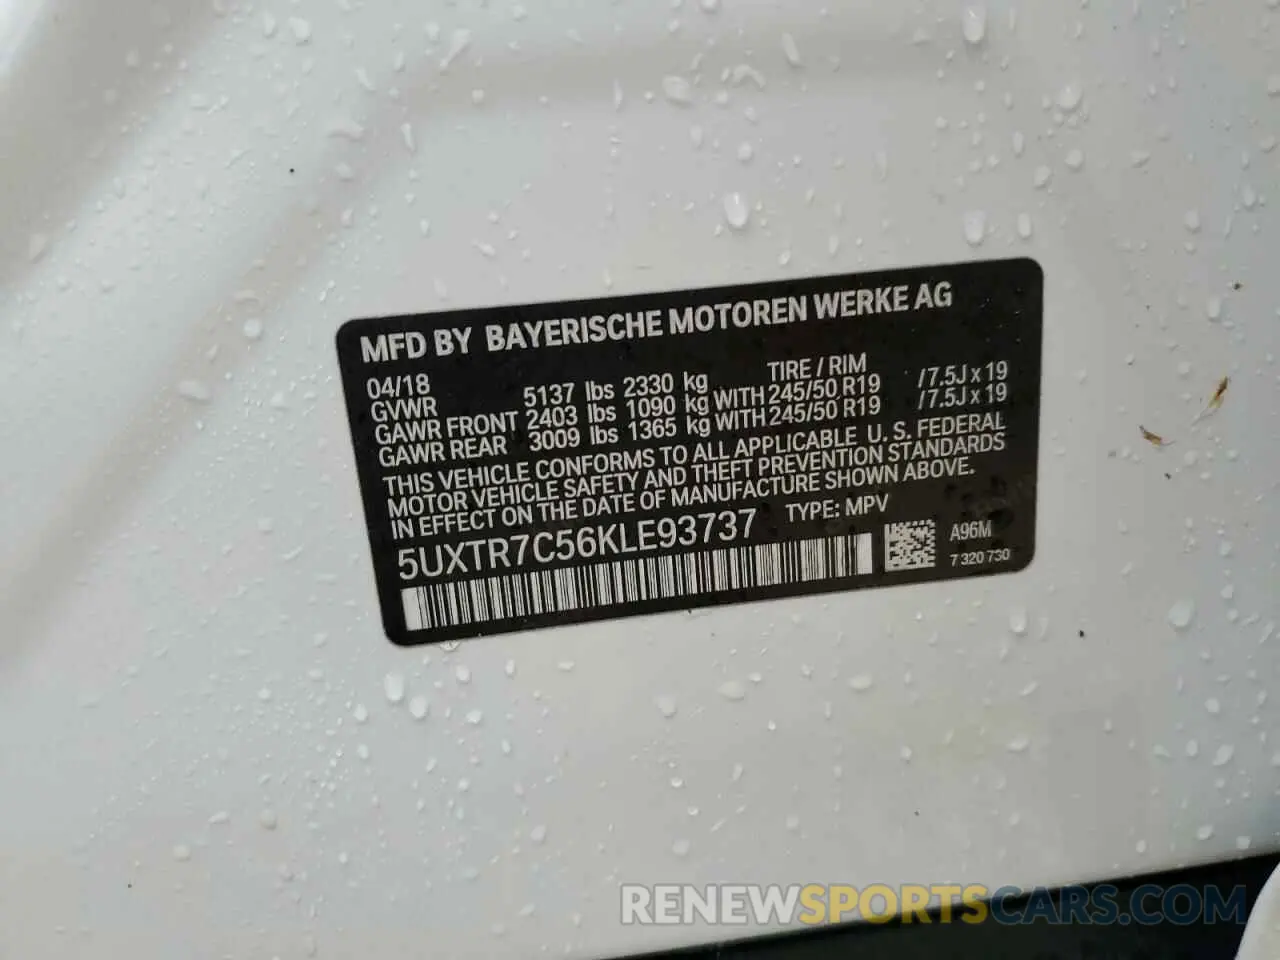 MFD BY BAYERISCHE MOTOREN WERKE AG
04/18 TIRE / RIM
GVWR 5137 lbs 2330 kg
GAWR FRONT 2403 lbs 1090 kg WITH 245/50 R19 /7.5J x 19
GAWR REAR 3009 lbs 1365 kg WITH 245/50 R19 /7.5J x 19
THIS VEHICLE CONFORMS TO ALL APPLICABLE U. S. FEDERAL
MOTOR VEHICLE SAFETY AND THEFT PREVENTION STANDARDS
IN EFFECT ON THE DATE OF MANUFACTURE SHOWN ABOVE.
5UXTR7C56KLE93737 TYPE: MPV
A96M
7 320 730
RENEWSPORTSCARS.COM